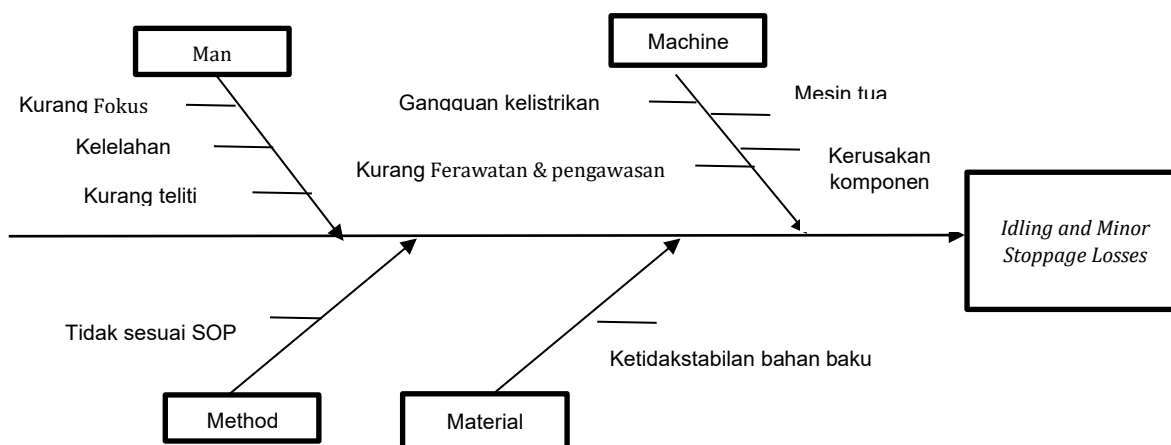 Man
Machine
Kurang Fokus
Kelelahan
Kurang teliti
Gangguan kelistrikan
Mesin tua
Kurang Ferawatan & pengawasan
Kerusakan
komponen
Idling and Minor
Stoppage Losses
Tidak sesuai SOP
Ketidakstabilan bahan baku
Method
Material